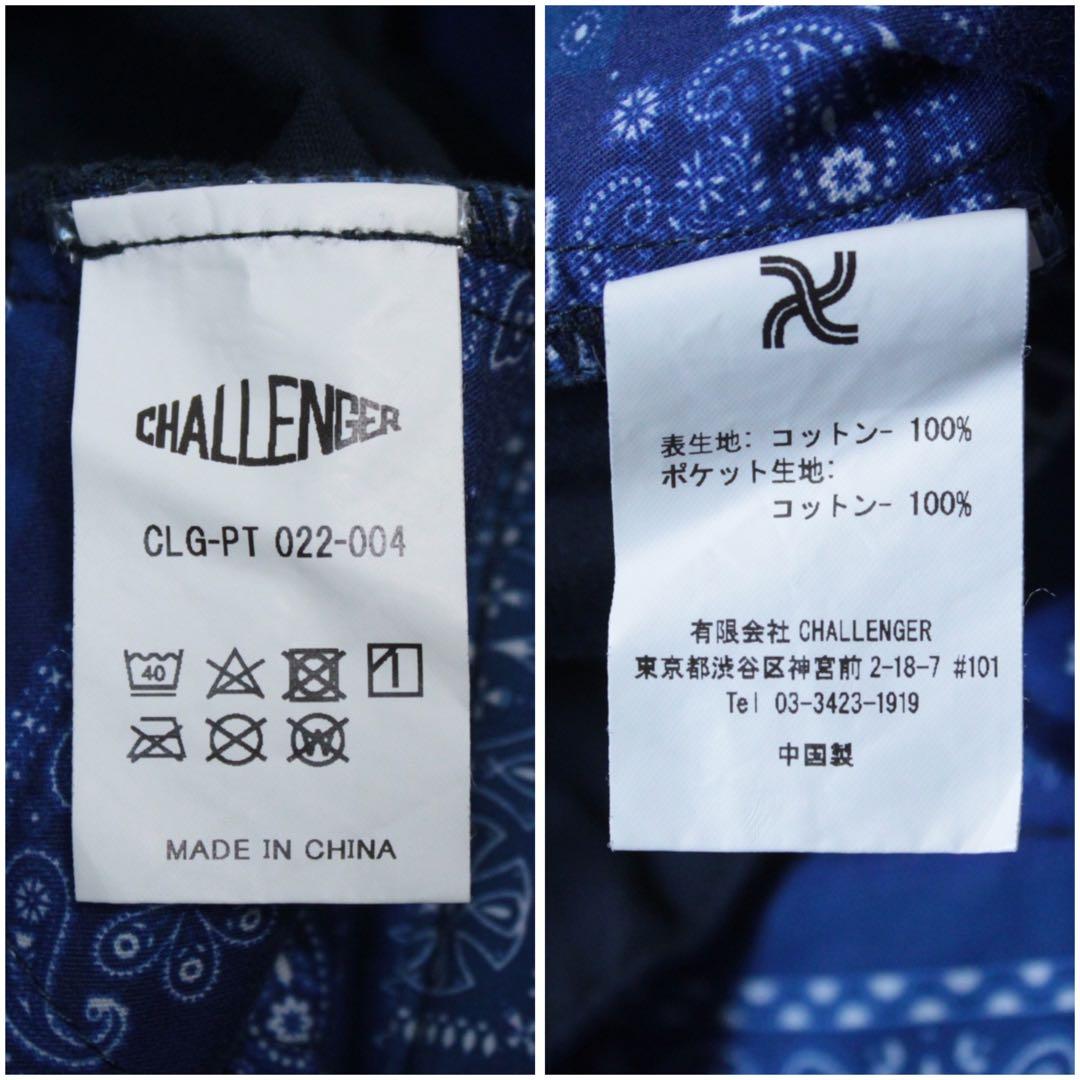 CHALLENGER
CLG-PT 022-004
40
W
MADE IN CHINA
表生地: コットン- 100%
ポケット生地:
コットン- 100%
有限会社 CHALLENGER
東京都渋谷区神宮前 2-18-7 #101
Tel 03-3423-1919
中国製